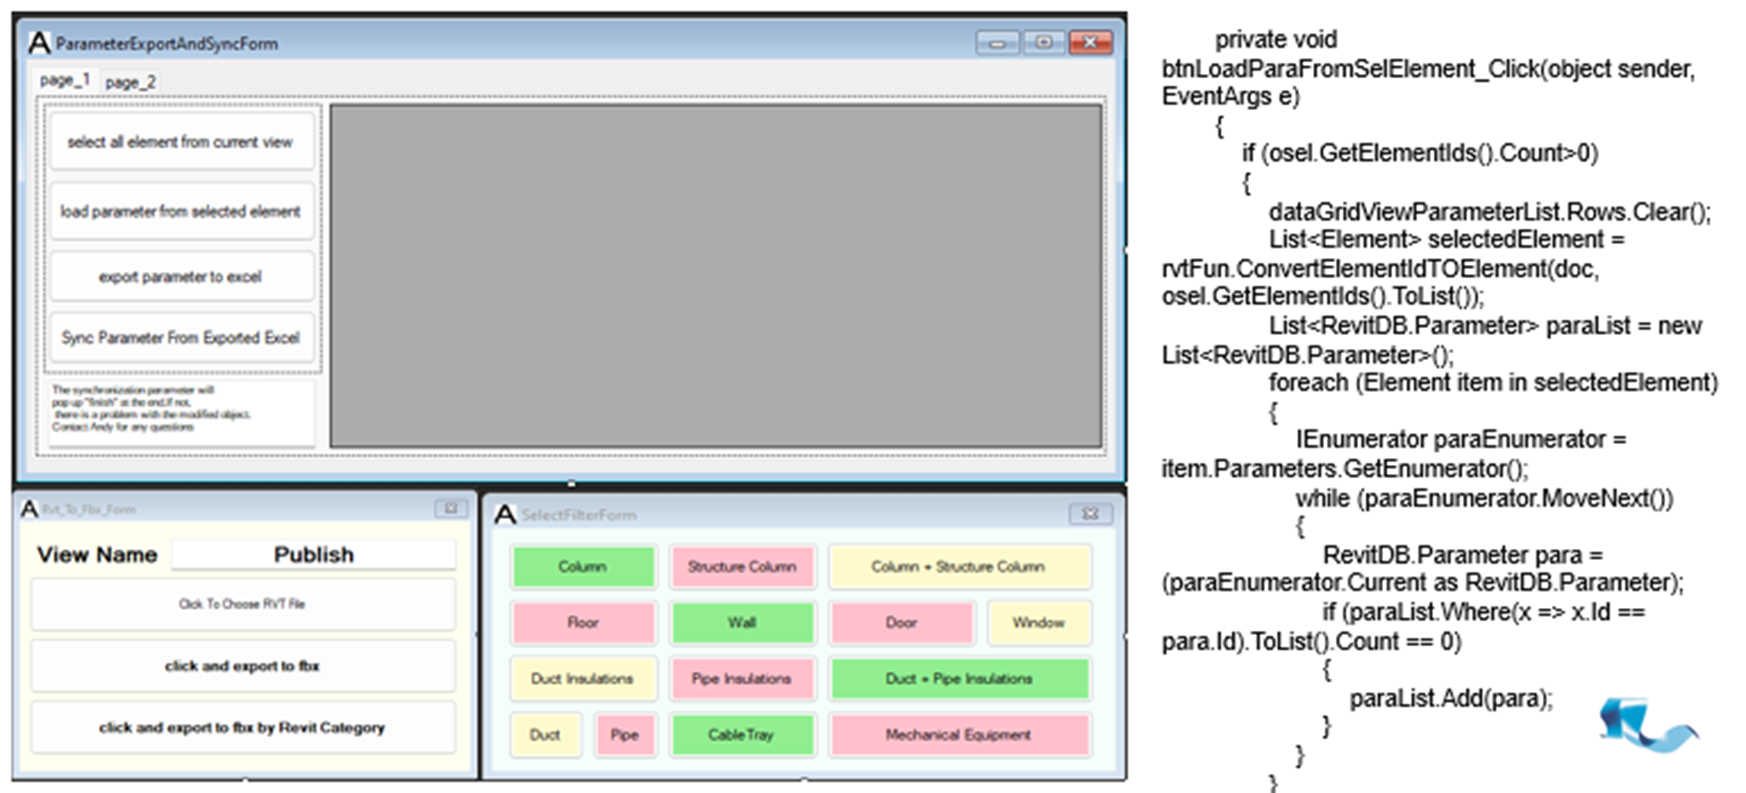 ParameterExportAndSyncForm
page_1 page_2
select all element from current view
load parameter from selected element
export parameter to excel
Sync Parameter From Exported Excel
The synchronization parameter will
pop up "finish" at the end.if not,
there is a problem with the modified object.
Contact Andy for any questions
Rvt_To_Fbx_Form
View Name Publish
Click To Choose RVT File
click and export to fbx
click and export to fbx by Revit Category
SelectFilterForm
Column Structure Column Column + Structure Column
Floor Wall Door Window
Duct Insulations Pipe Insulations Duct + Pipe Insulations
Duct Pipe CableTray Mechanical Equipment
private void
btnLoadParaFromSelElement_Click(object sender,
EventArgs e)
{
if (osel.GetElementIds().Count>0)
{
dataGridViewParameterList.Rows.Clear();
List<Element> selectedElement =
rvtFun.ConvertElementIdTOElement(doc,
osel.GetElementIds().ToList());
List<RevitDB.Parameter> paraList = new
List<RevitDB.Parameter>();
foreach (Element item in selectedElement)
{
IEnumerator paraEnumerator =
item.Parameters.GetEnumerator();
while (paraEnumerator.MoveNext())
{
RevitDB.Parameter para =
(paraEnumerator.Current as RevitDB.Parameter);
if (paraList.Where(x => x.Id ==
para.Id).ToList().Count == 0)
{
paraList.Add(para);
}
}
}